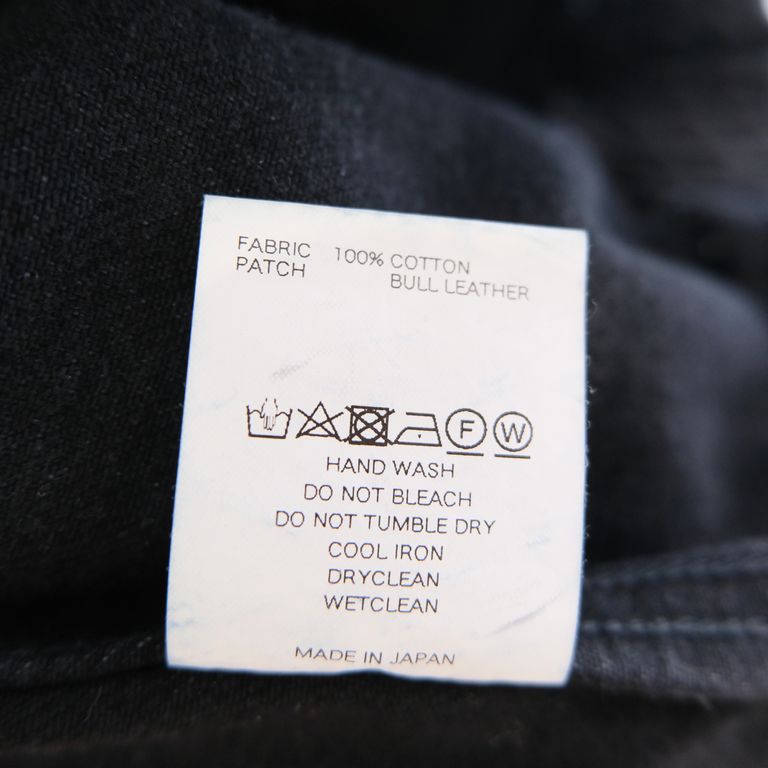 FABRIC 100% COTTON
PATCH BULL LEATHER
F W
HAND WASH
DO NOT BLEACH
DO NOT TUMBLE DRY
COOL IRON
DRYCLEAN
WETCLEAN
MADE IN JAPAN